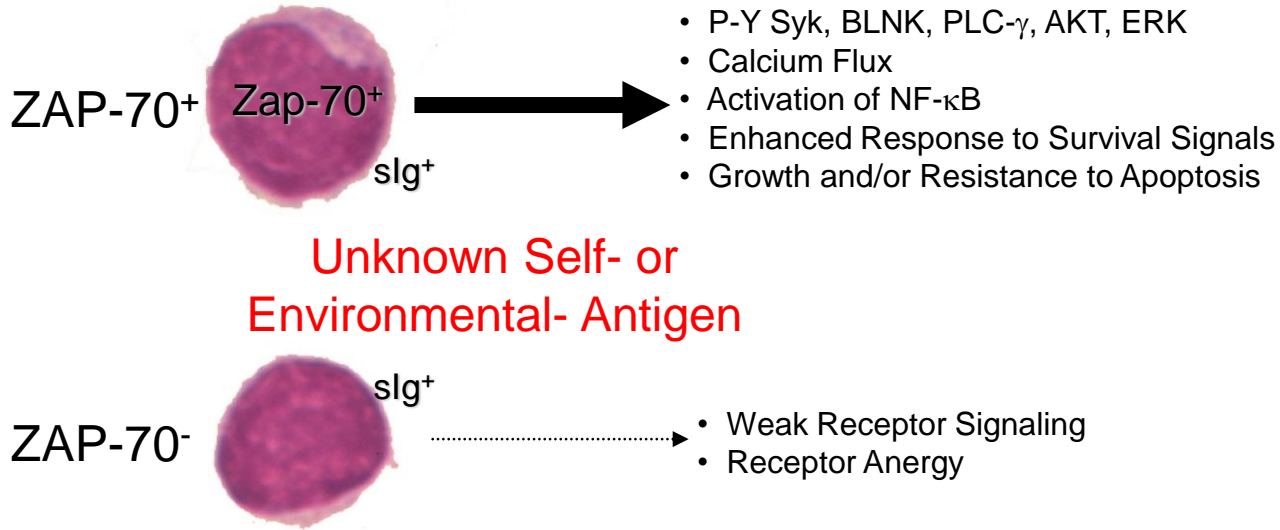 ZAP-70⁺
Zap-70⁺
sIg⁺
• P-Y Syk, BLNK, PLC-γ, AKT, ERK
• Calcium Flux
• Activation of NF-κB
• Enhanced Response to Survival Signals
• Growth and/or Resistance to Apoptosis
Unknown Self- or
Environmental- Antigen
ZAP-70⁻
sIg⁺
• Weak Receptor Signaling
• Receptor Anergy